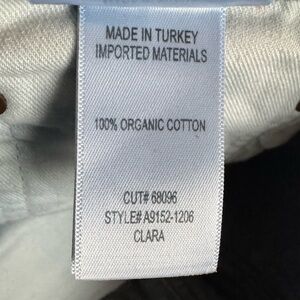 MADE IN TURKEY
IMPORTED MATERIALS
100% ORGANIC COTTON
CUT# 68096
STYLE# A9152-1206
CLARA